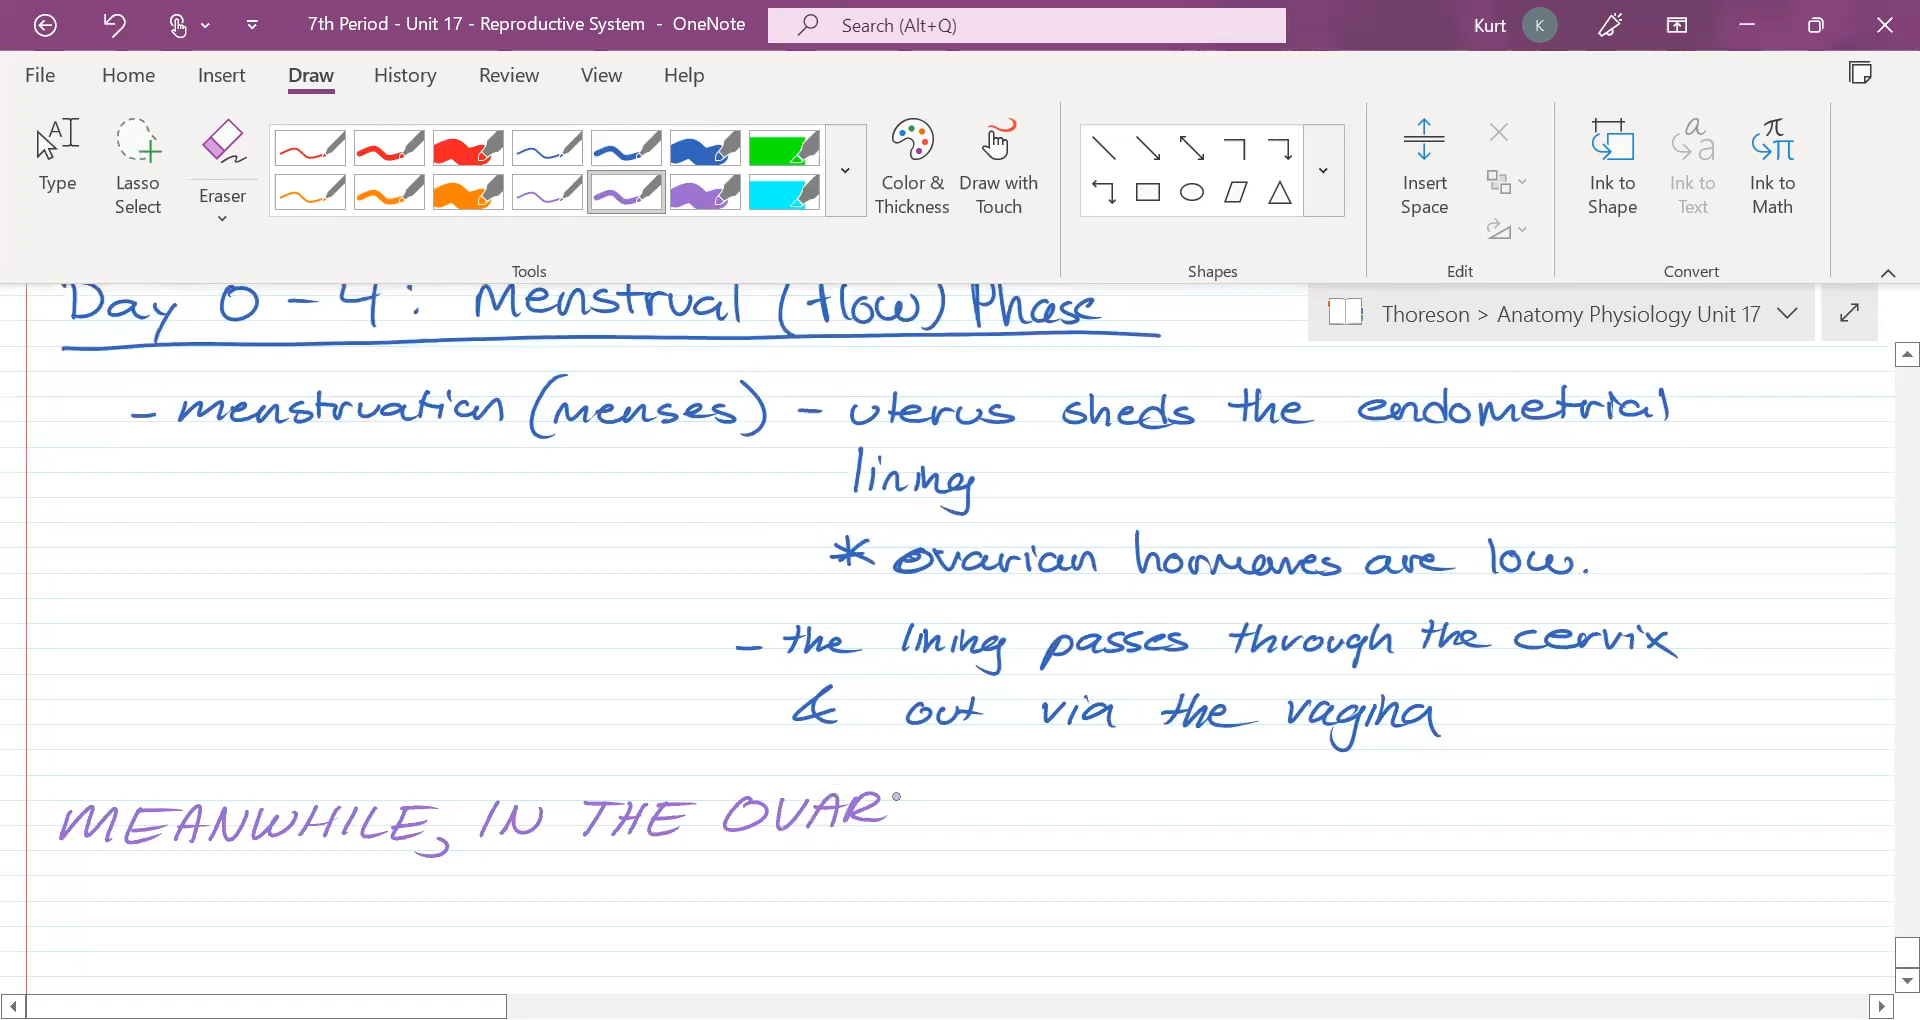 7th Period - Unit 17 - Reproductive System - OneNote
Search (Alt+Q)
Kurt K
File Home Insert Draw History Review View Help
Type
Lasso Select
Eraser
Color & Thickness
Draw with Touch
Insert Space
Ink to Shape
Ink to Text
Ink to Math
Tools Shapes Edit Convert
Thoreson > Anatomy Physiology Unit 17
Day 0 - 4: Menstrual (flow) Phase
- menstruation (menses) - uterus sheds the endometrial
lining
* ovarian hormones are low.
- the lining passes through the cervix
& out via the vagina
MEANWHILE, IN THE OVAR